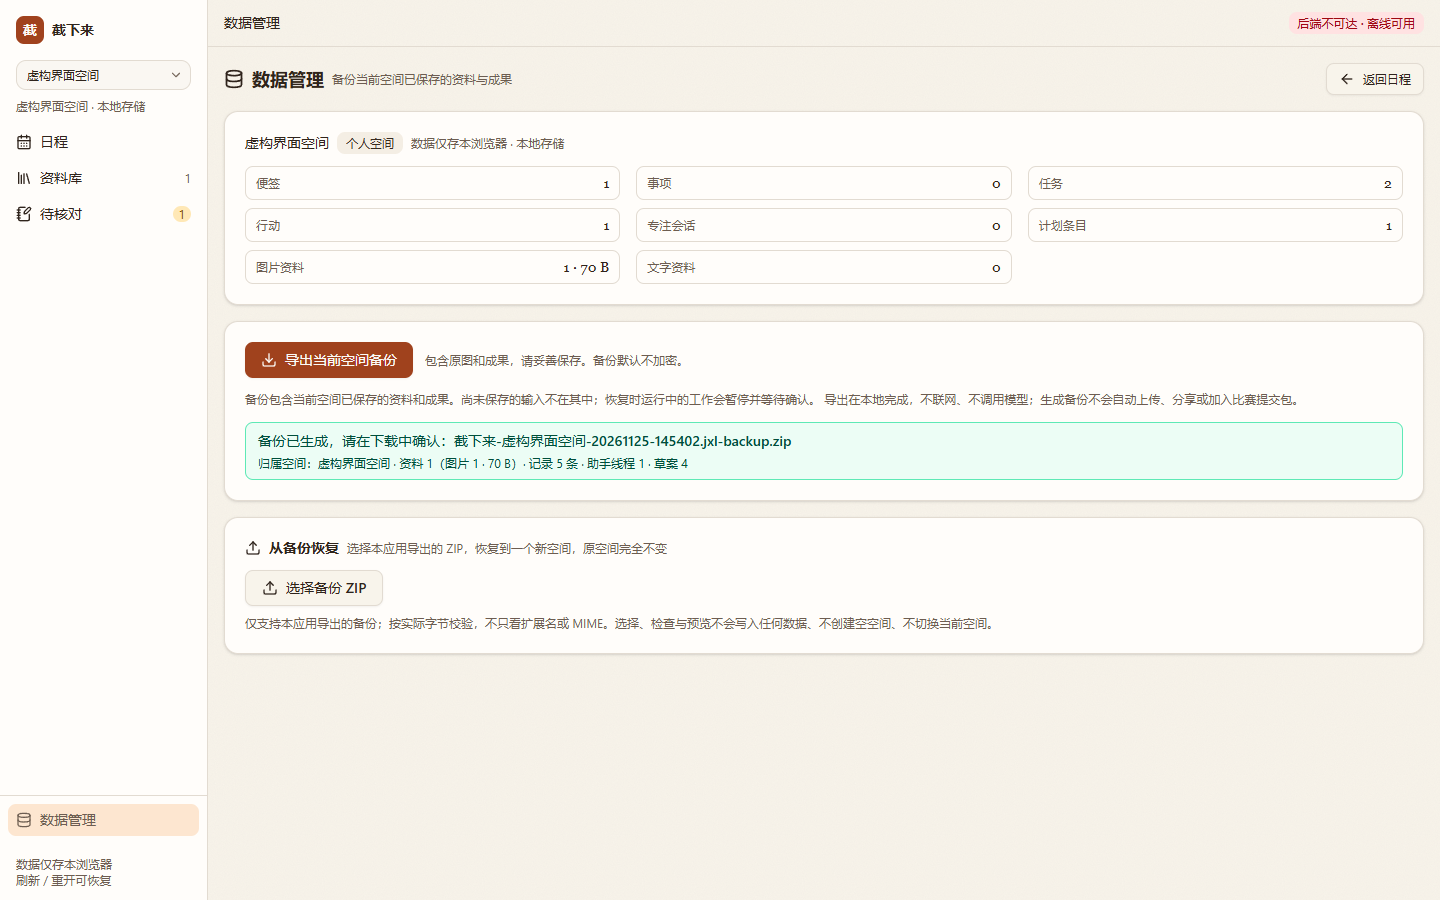 截 截下来
虚构界面空间
虚构界面空间 · 本地存储
日程
资料库 1
待核对 1
数据管理
数据仅存本浏览器
刷新 / 重开可恢复
数据管理
后端不可达 · 离线可用
数据管理 备份当前空间已保存的资料与成果
返回日程
虚构界面空间 个人空间 数据仅存本浏览器 · 本地存储
便签 1
事项 0
任务 2
行动 1
专注会话 0
计划条目 1
图片资料 1 · 70 B
文字资料 0
导出当前空间备份 包含原图和成果，请妥善保存。备份默认不加密。
备份包含当前空间已保存的资料和成果。尚未保存的输入不在其中；恢复时运行中的工作会暂停并等待确认。 导出在本地完成，不联网、不调用模型；生成备份不会自动上传、分享或加入比赛提交包。
备份已生成，请在下载中确认：截下来-虚构界面空间-20261125-145402.jxl-backup.zip
归属空间：虚构界面空间 · 资料 1（图片 1 · 70 B）· 记录 5 条 · 助手线程 1 · 草案 4
从备份恢复 选择本应用导出的 ZIP，恢复到一个新空间，原空间完全不变
选择备份 ZIP
仅支持本应用导出的备份；按实际字节校验，不只看扩展名或 MIME。选择、检查与预览不会写入任何数据、不创建空空间、不切换当前空间。